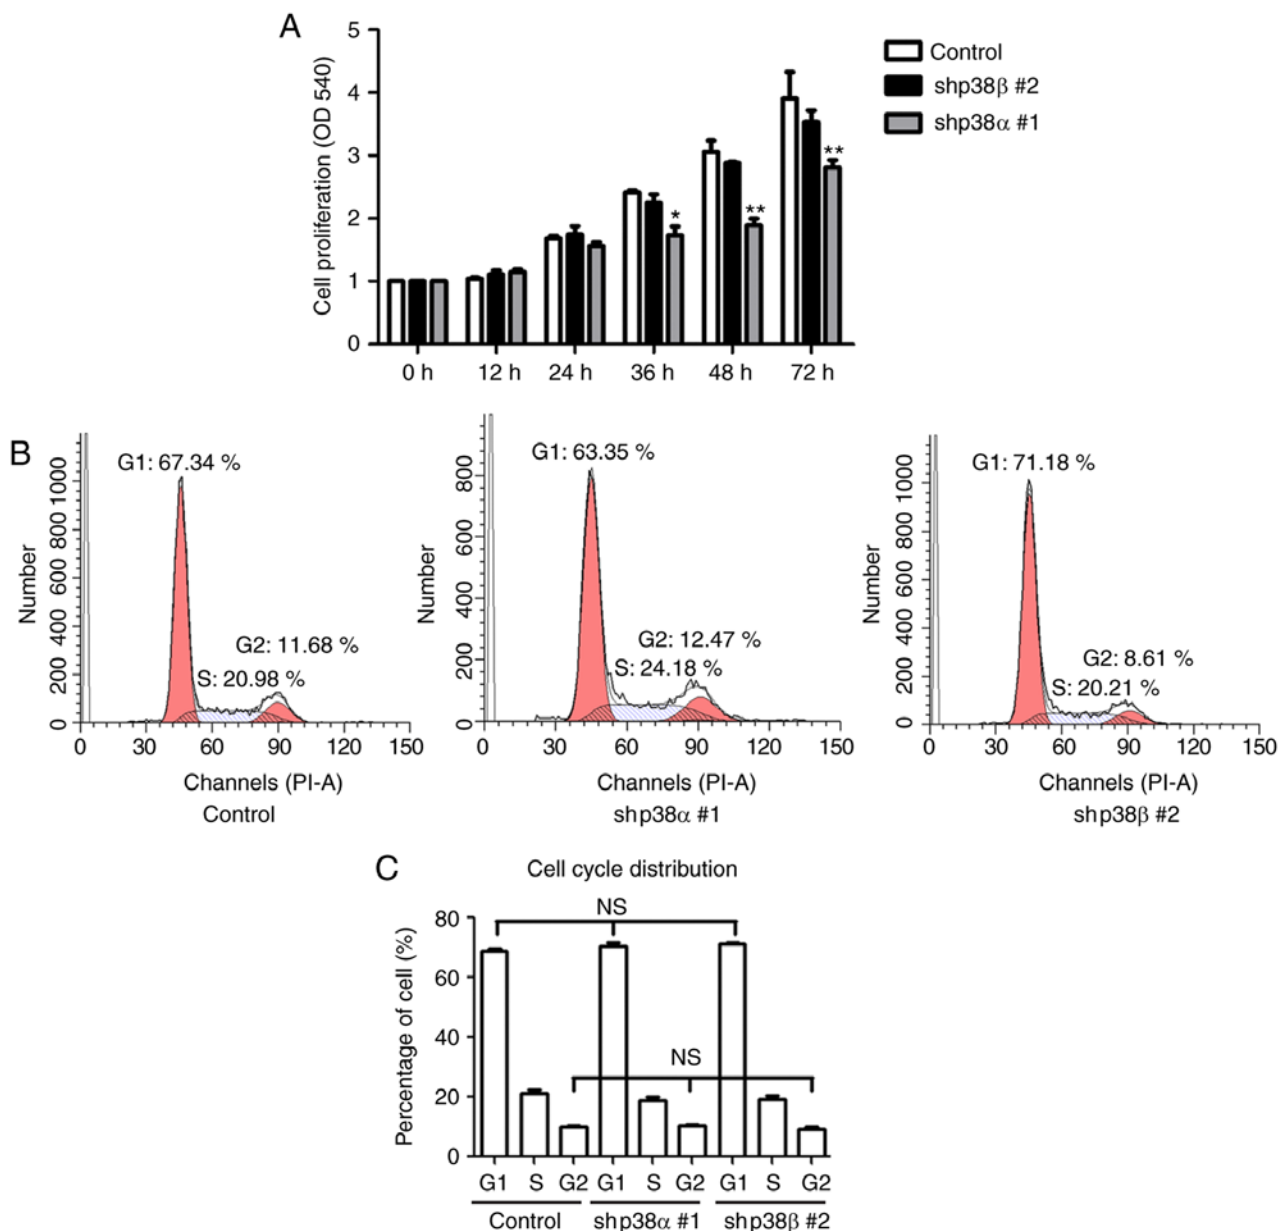 A
Cell proliferation (OD 540)
5
4
3
2
1
0
* ** **
0 h 12 h 24 h 36 h 48 h 72 h
Control
shp38β #2
shp38α #1
B
Number
1000
800
600
400
200
0
G1: 67.34 %
G2: 11.68 %
S: 20.98 %
0 30 60 90 120 150
Channels (PI-A)
Control
Number
800
600
400
200
0
G1: 63.35 %
G2: 12.47 %
S: 24.18 %
0 30 60 90 120 150
Channels (PI-A)
shp38α #1
Number
1000
800
600
400
200
0
G1: 71.18 %
G2: 8.61 %
S: 20.21 %
0 30 60 90 120 150
Channels (PI-A)
shp38β #2
C
Cell cycle distribution
Percentage of cell (%)
80
60
40
20
0
NS
NS
G1 S G2 G1 S G2 G1 S G2
Control shp38α #1 shp38β #2